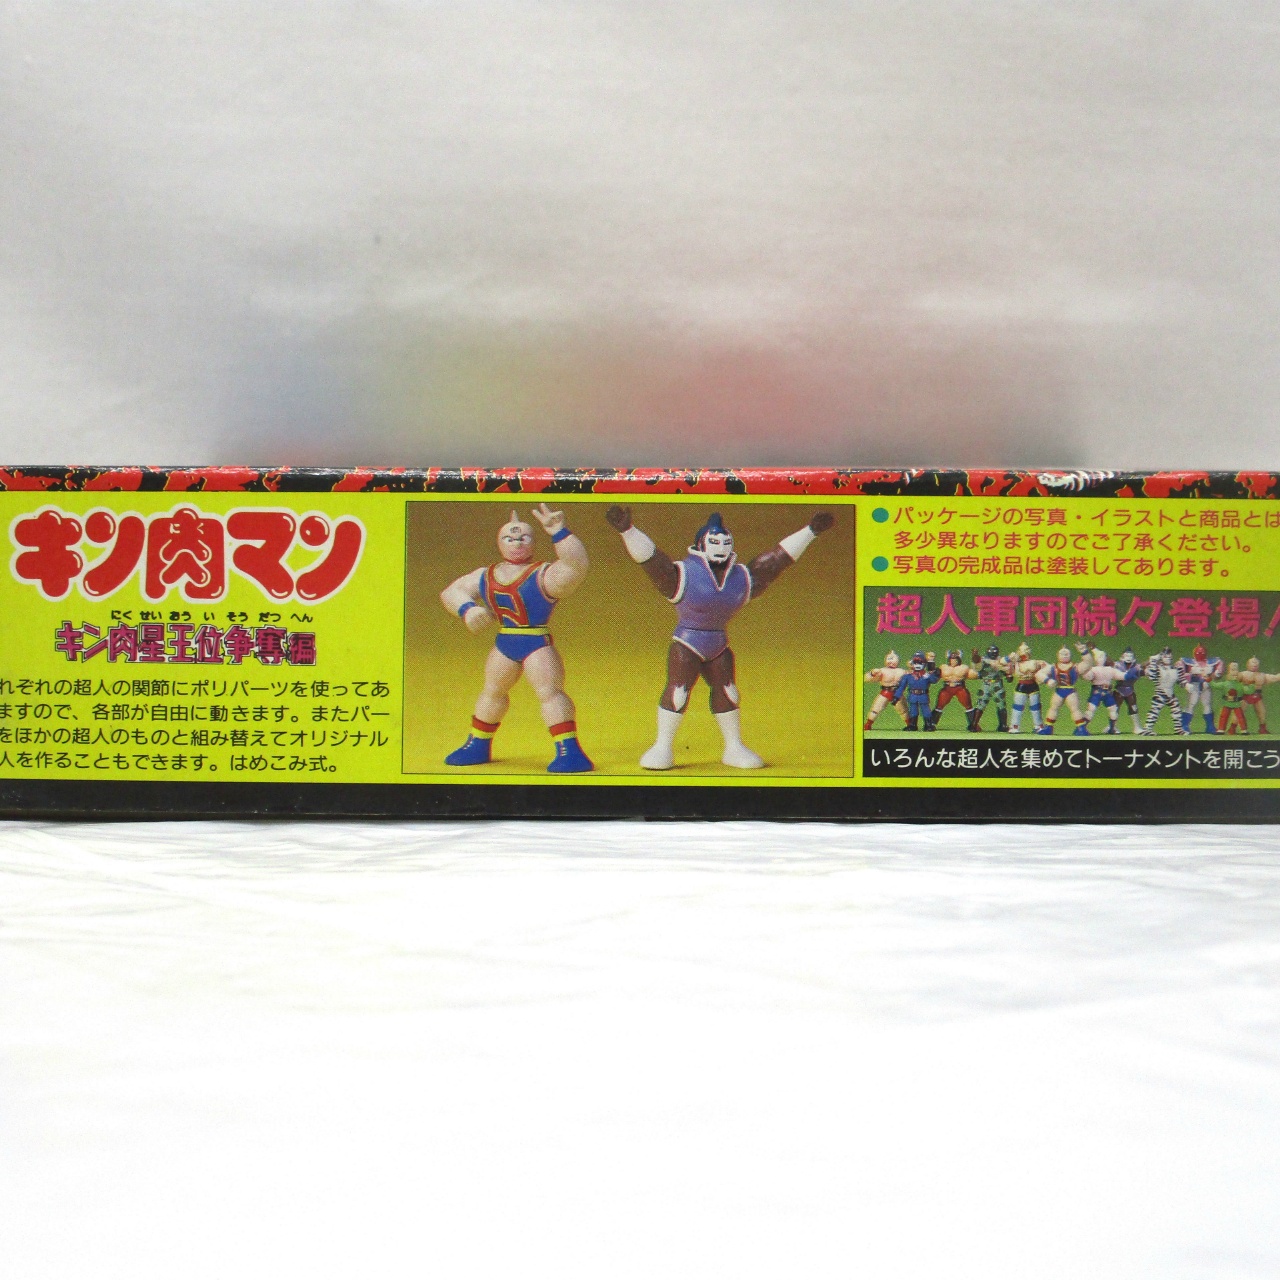 キン肉マン
にく
にくせいおういそうだつへん
キン肉星王位争奪編
れぞれの超人の関節にポリパーツを使ってあ
ますので、各部が自由に動きます。またパー
をほかの超人のものと組み替えてオリジナル
人を作ることもできます。はめこみ式。
●パッケージの写真・イラストと商品とは
多少異なりますのでご了承ください。
●写真の完成品は塗装してあります。
超人軍団続々登場!
いろんな超人を集めてトーナメントを開こう